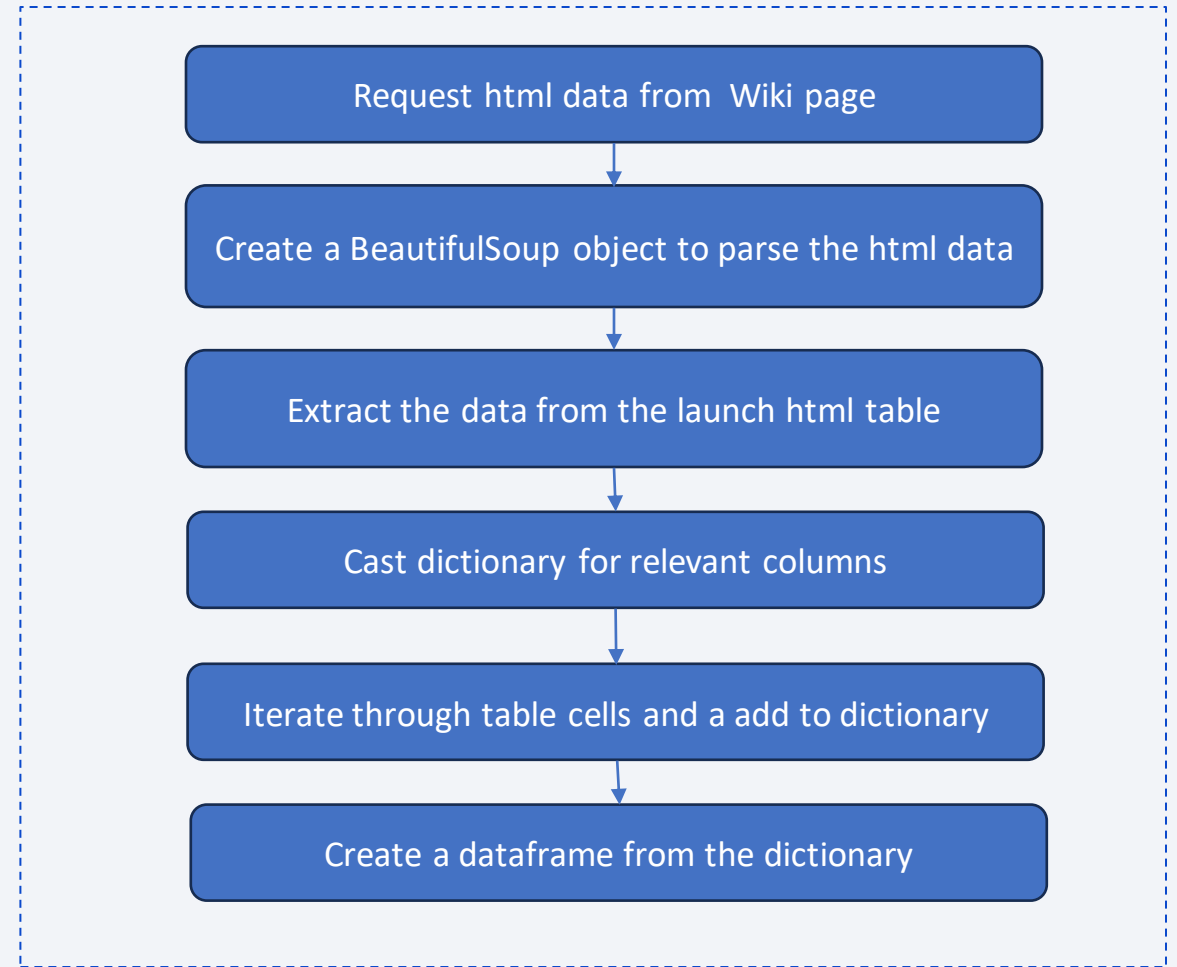 Request html data from Wiki page
Create a BeautifulSoup object to parse the html data
Extract the data from the launch html table
Cast dictionary for relevant columns
Iterate through table cells and a add to dictionary
Create a dataframe from the dictionary